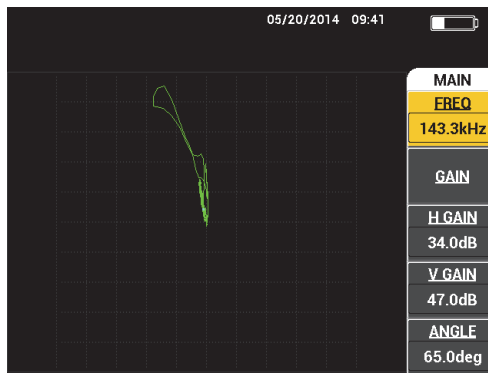 05/20/2014 09:41
MAIN
FREQ
143.3kHz
GAIN
H GAIN
34.0dB
V GAIN
47.0dB
ANGLE
65.0deg